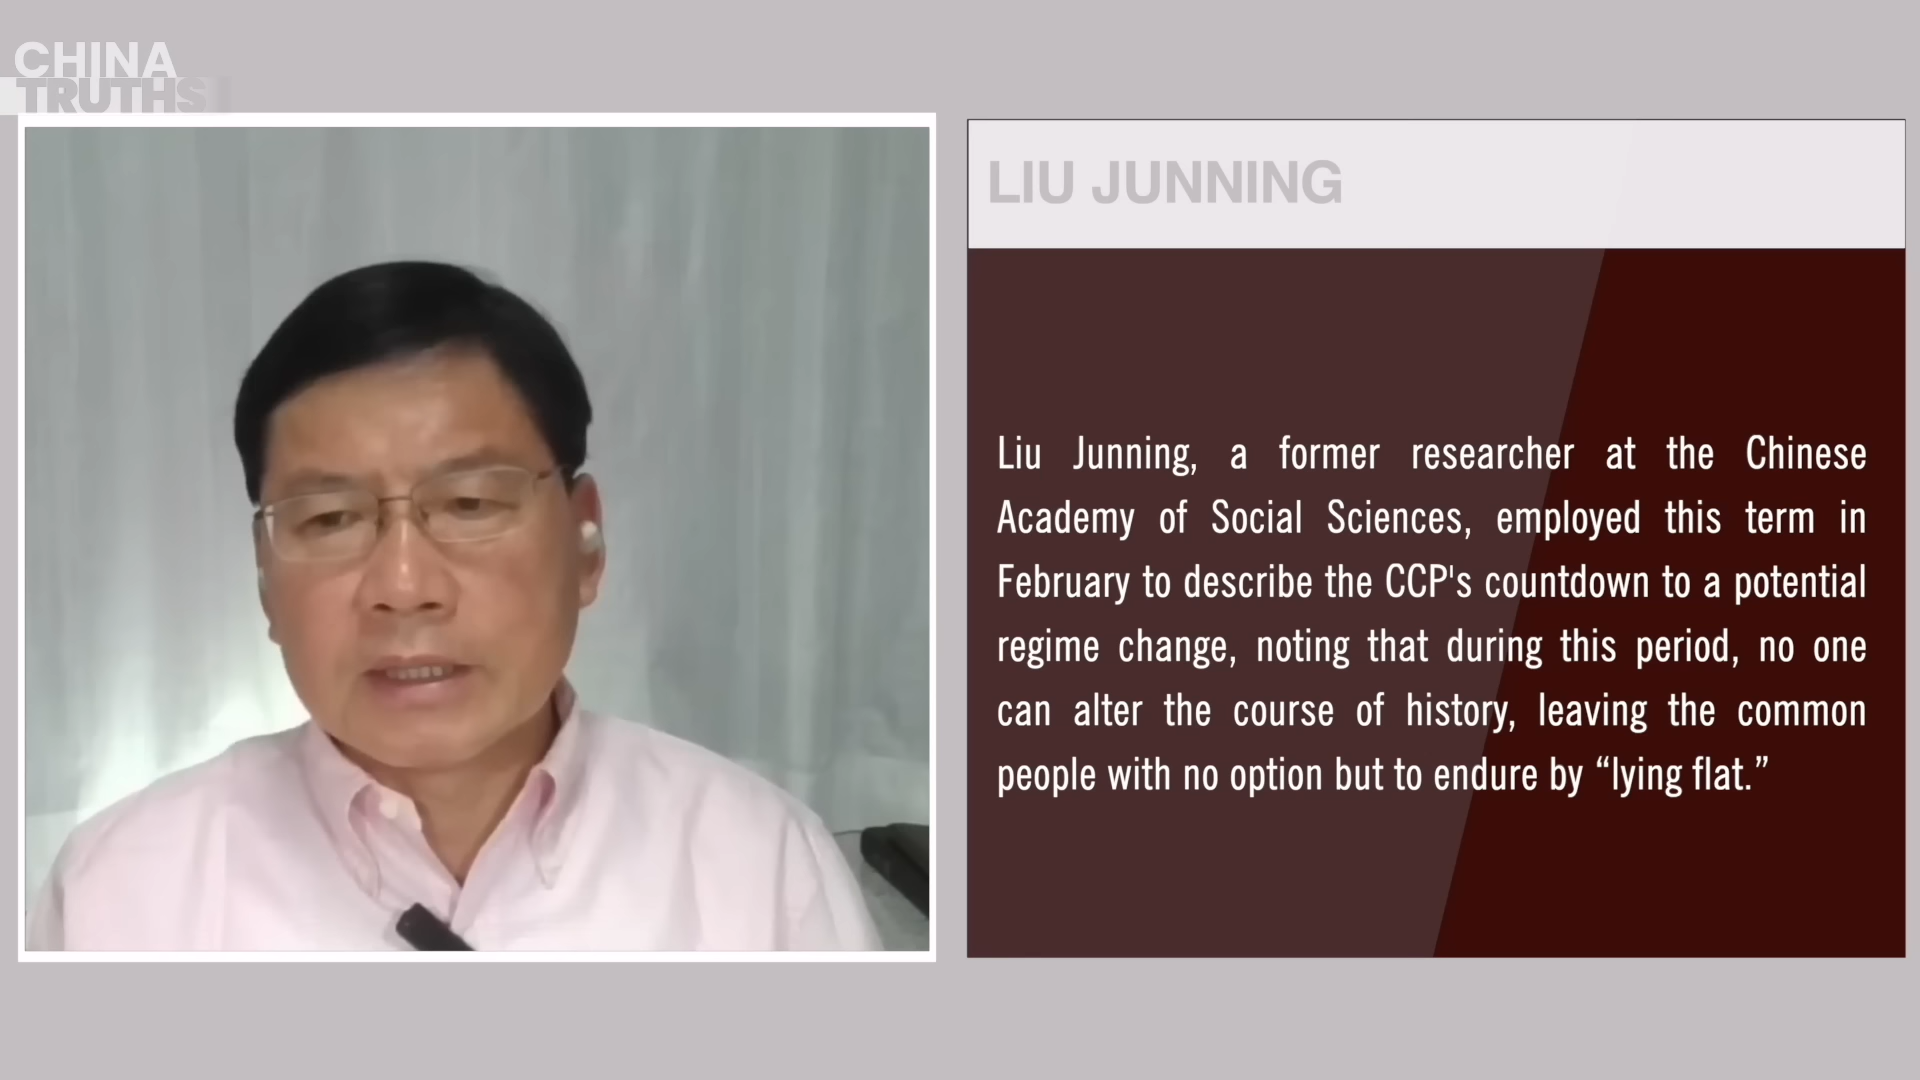 CHINA
TRUTHS
LIU JUNNING
Liu Junning, a former researcher at the Chinese
Academy of Social Sciences, employed this term in
February to describe the CCP's countdown to a potential
regime change, noting that during this period, no one
can alter the course of history, leaving the common
people with no option but to endure by “lying flat.”